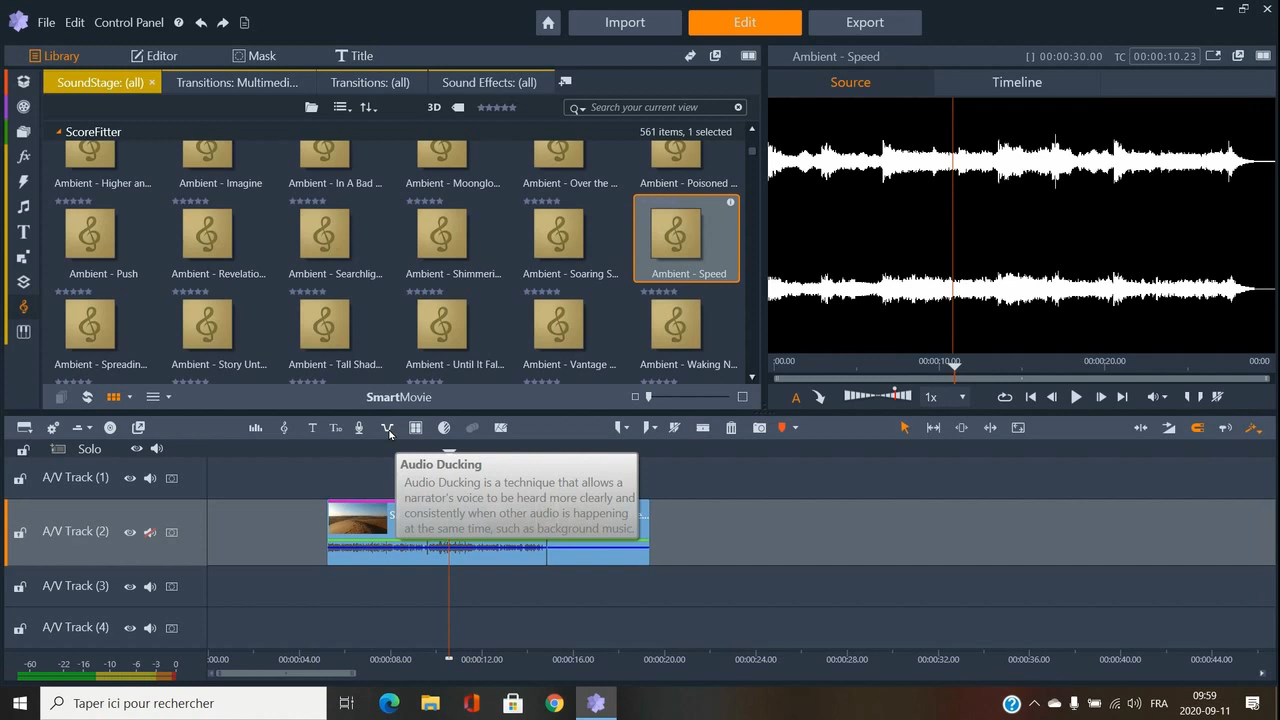 File Edit Control Panel
Import Edit Export
Library Editor Mask Title
Ambient - Speed
[ ] 00:00:30.00 TC 00:00:10.23
SoundStage: (all) × Transitions: Multimedi... Transitions: (all) Sound Effects: (all)
Source Timeline
3D Search your current view
ScoreFitter 561 items, 1 selected
Ambient - Higher an... Ambient - Imagine Ambient - In A Bad ... Ambient - Moonglo... Ambient - Over the ... Ambient - Poisoned ...
Ambient - Push Ambient - Revelatio... Ambient - Searchlig... Ambient - Shimmeri... Ambient - Soaring S... Ambient - Speed
Ambient - Spreadin... Ambient - Story Unt... Ambient - Tall Shad... Ambient - Until It Fal... Ambient - Vantage ... Ambient - Waking N...
:00.00 00:00:10.00 00:00:20.00 00:00
SmartMovie
A 1x
Solo
Audio Ducking
Audio Ducking is a technique that allows a
narrator's voice to be heard more clearly and
consistently when other audio is happening
at the same time, such as background music.
A/V Track (1)
A/V Track (2)
A/V Track (3)
A/V Track (4)
-60 -22 -16 -10 -6 -3 0
:00.00 00:00:04.00 00:00:08.00 00:00:12.00 00:00:16.00 00:00:20.00 00:00:24.00 00:00:28.00 00:00:32.00 00:00:36.00 00:00:40.00 00:00:44.00
Taper ici pour rechercher
FR
09:59
2020-09-11